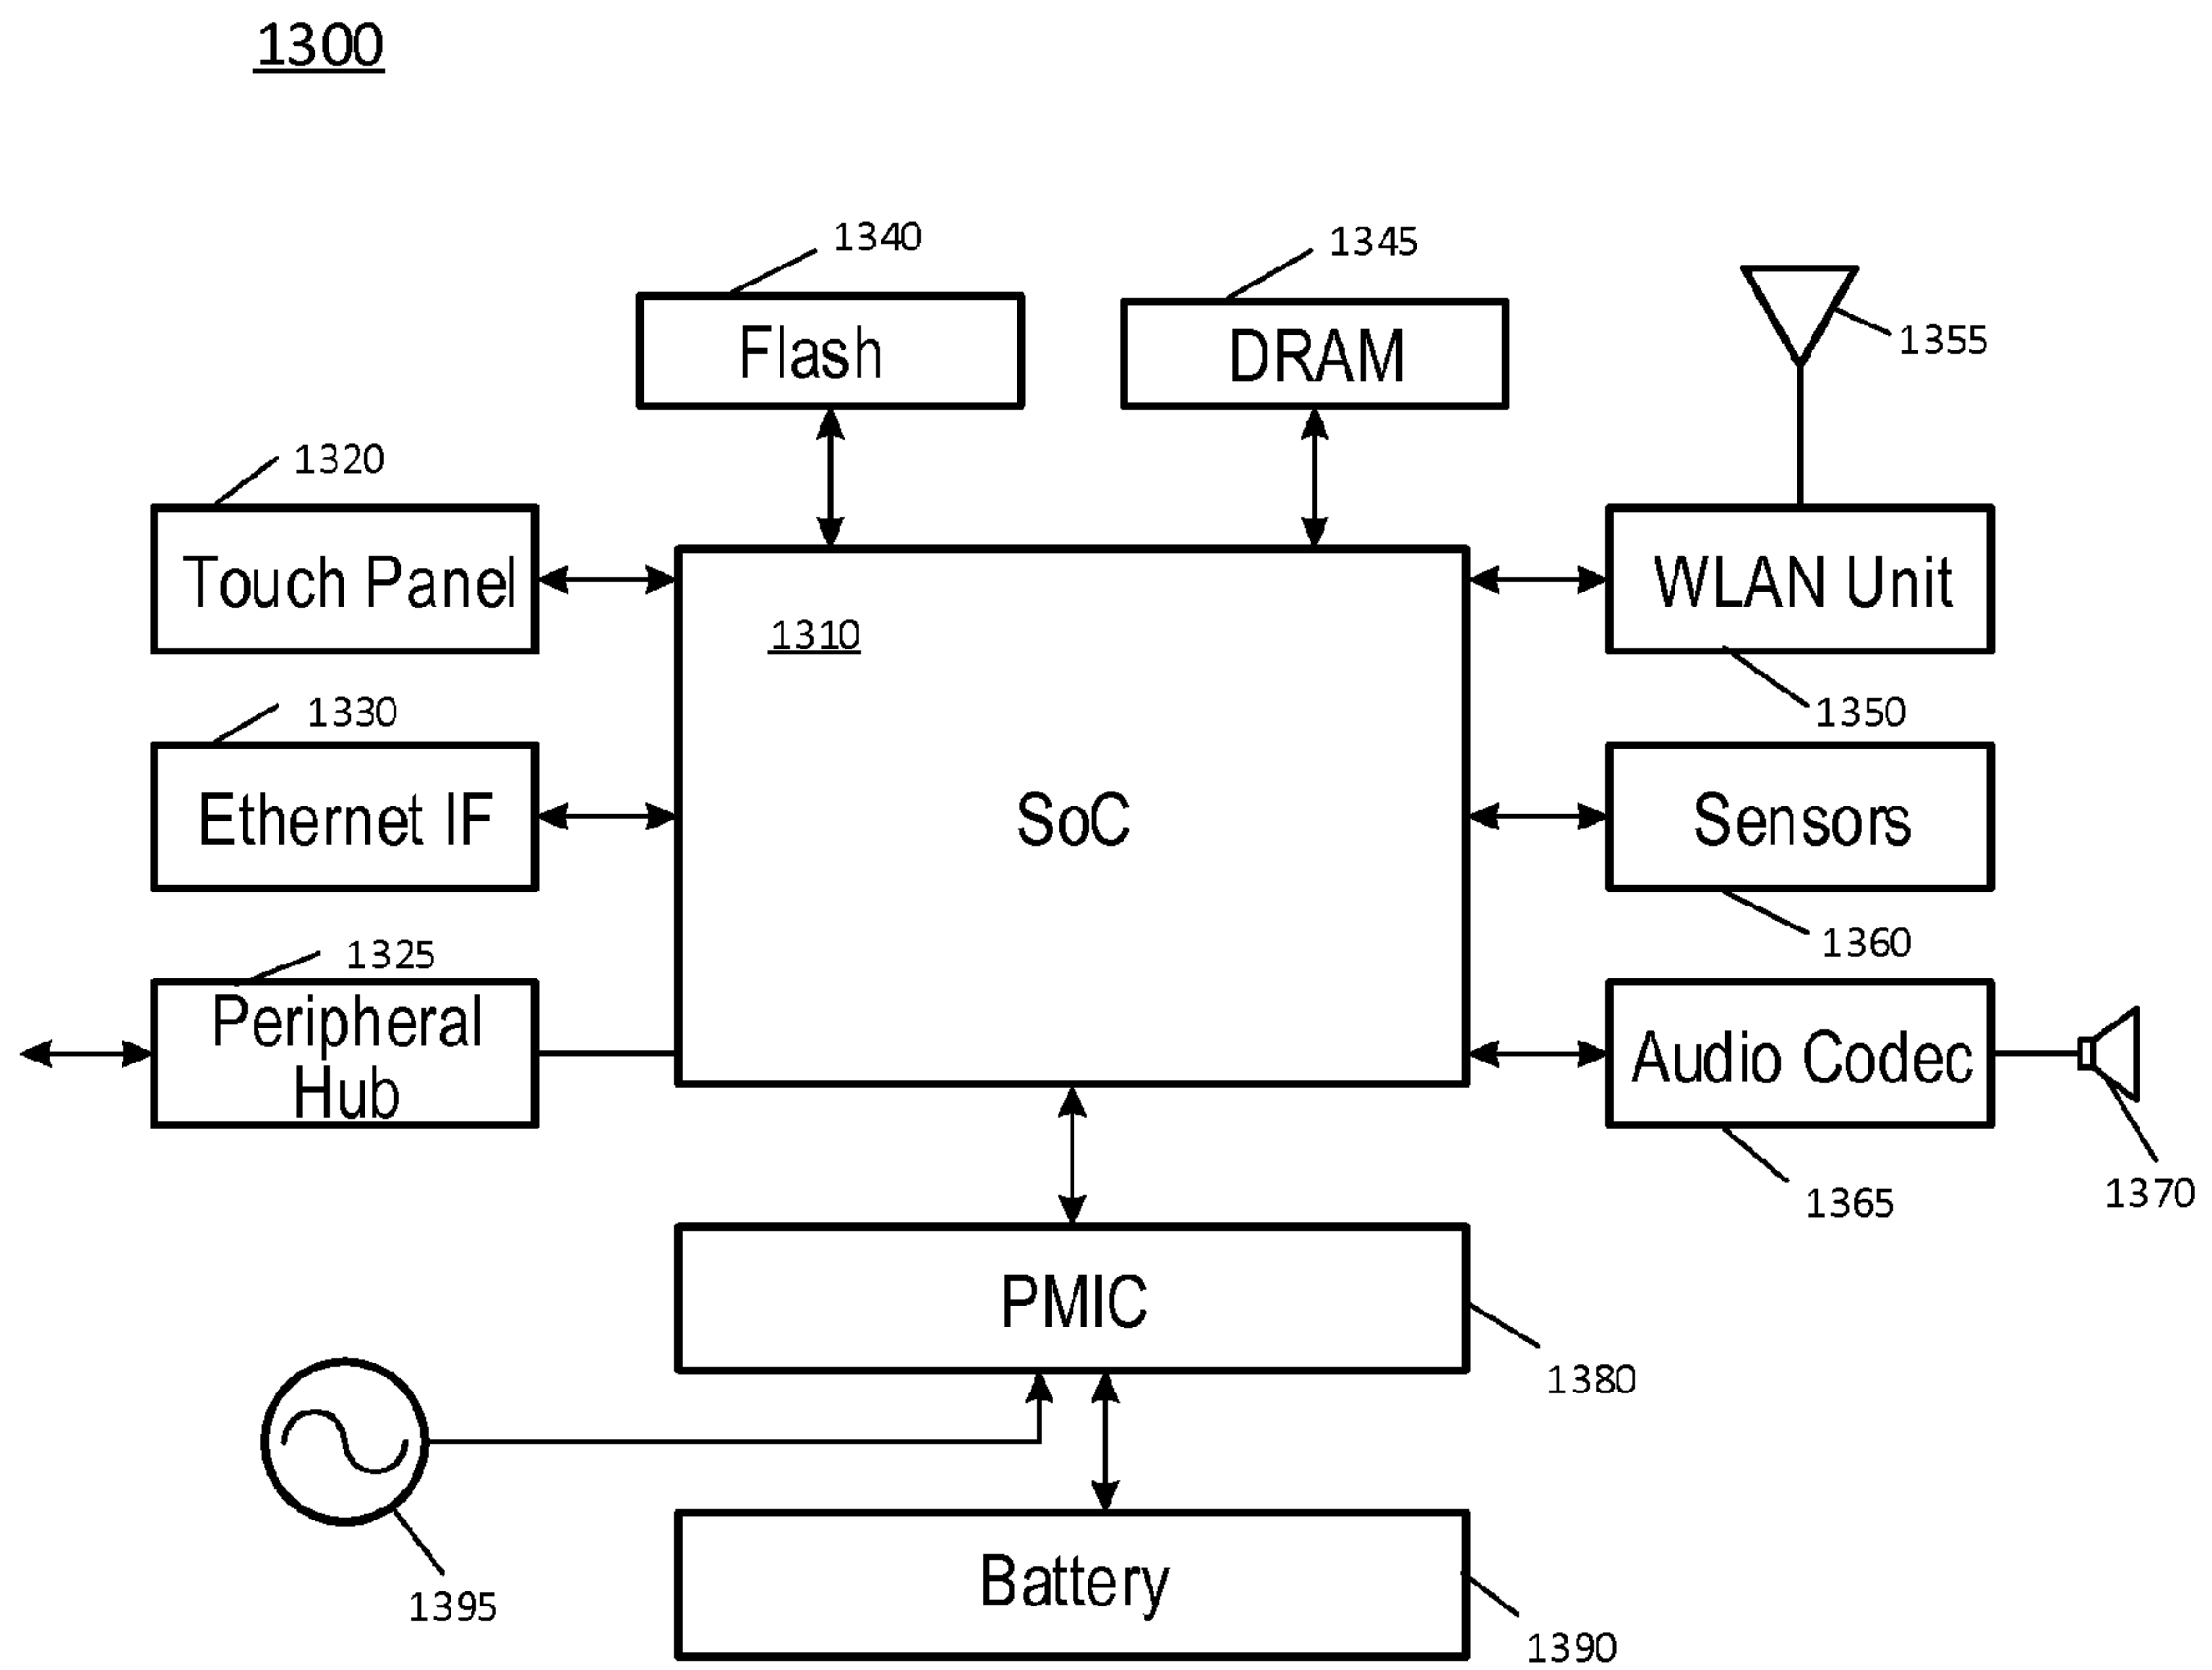 1300
1340
1345
Flash
DRAM
1355
1320
Touch Panel
WLAN Unit
1310
1330
1350
Ethernet IF
SoC
Sensors
1325
1360
Peripheral
Hub
Audio Codec
1365
1370
PMIC
1380
1395
Battery
1390